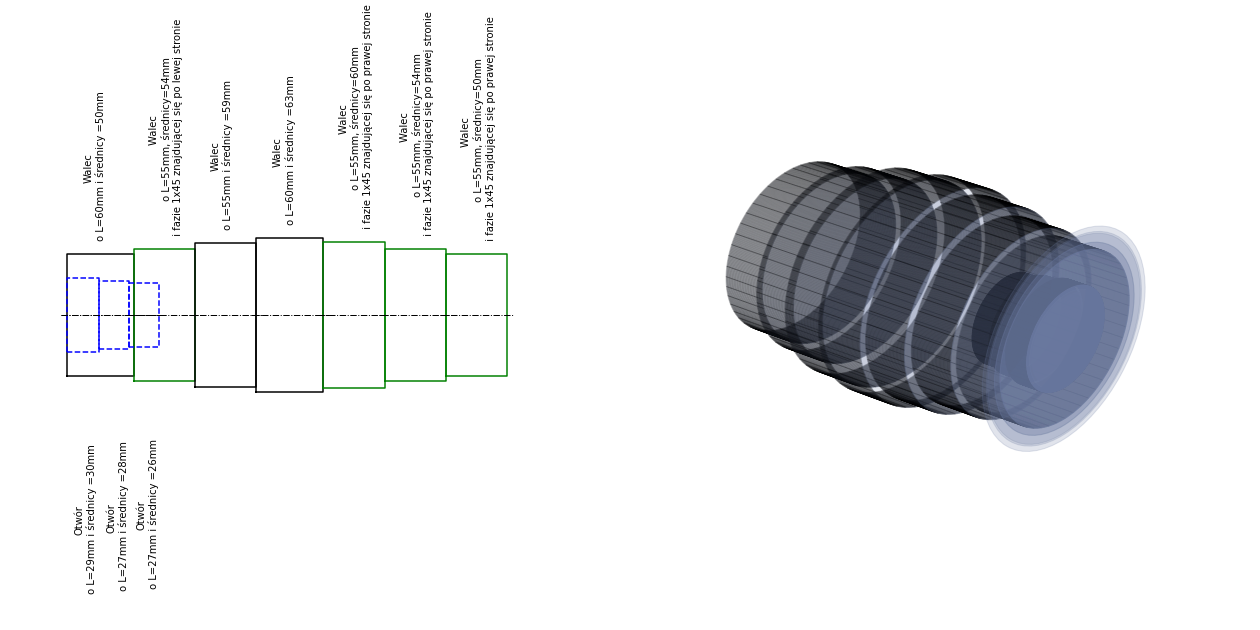 Walec
o L=60mm i średnicy =50mm
Walec
o L=55mm, średnicy=54mm
i fazie 1x45 znajdującej się po lewej stronie
Walec
o L=55mm i średnicy =59mm
Walec
o L=60mm i średnicy =63mm
Walec
o L=55mm, średnicy=60mm
i fazie 1x45 znajdującej się po prawej stronie
Walec
o L=55mm, średnicy=54mm
i fazie 1x45 znajdującej się po prawej stronie
Walec
o L=55mm, średnicy=50mm
i fazie 1x45 znajdującej się po prawej stronie
Otwór
o L=29mm i średnicy =30mm
Otwór
o L=27mm i średnicy =28mm
Otwór
o L=27mm i średnicy =26mm